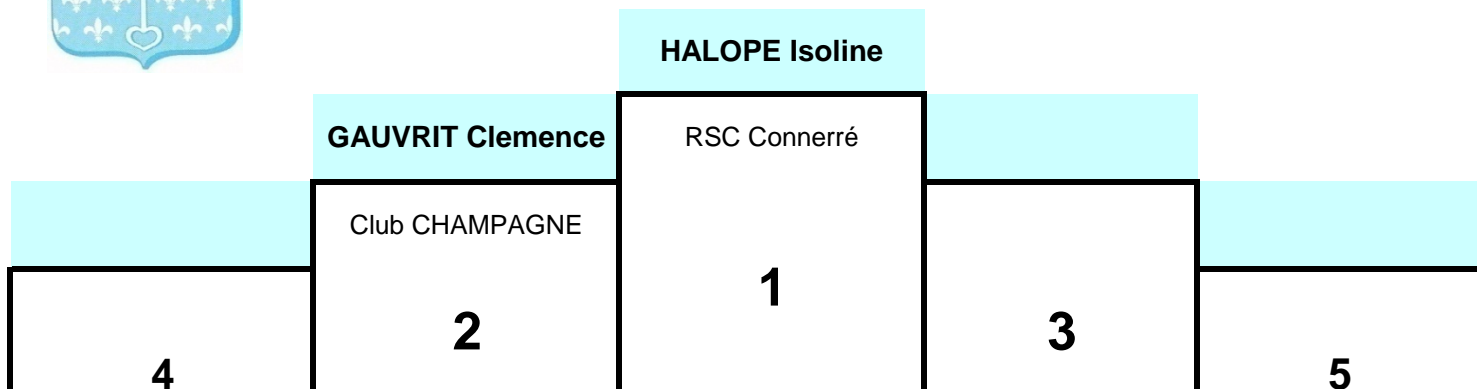 HALOPE Isoline
GAUVRIT Clemence
RSC Connerré
Club CHAMPAGNE
1
2
3
4
5